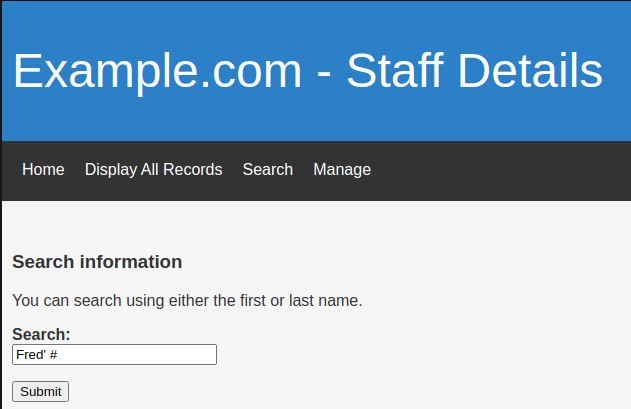 Example.com - Staff Details
Home Display All Records Search Manage
Search information
You can search using either the first or last name.
Search:
Fred' #
Submit